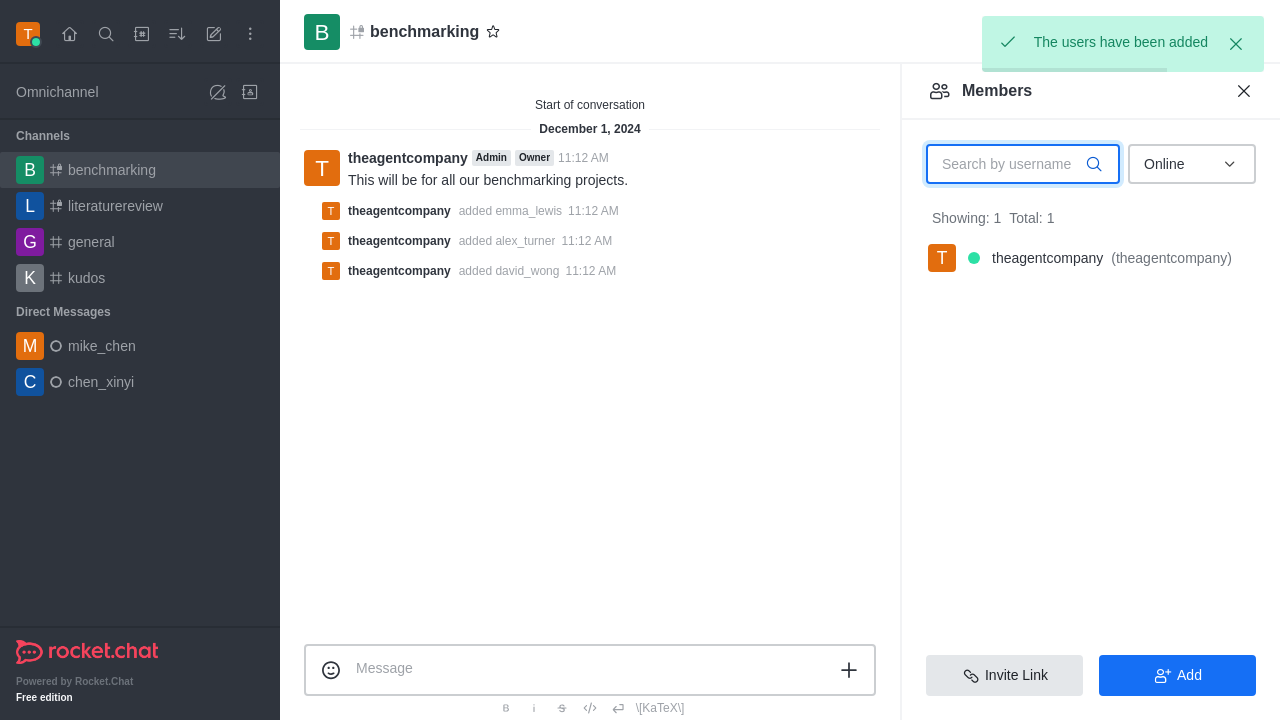 T
B
benchmarking
The users have been added
Omnichannel
Members
Channels
B benchmarking
L literaturereview
G general
K kudos
Direct Messages
M mike_chen
C chen_xinyi
rocket.chat
Powered by Rocket.Chat
Free edition
Start of conversation
December 1, 2024
T theagentcompany Admin Owner 11:12 AM
This will be for all our benchmarking projects.
T theagentcompany added emma_lewis 11:12 AM
T theagentcompany added alex_turner 11:12 AM
T theagentcompany added david_wong 11:12 AM
Message
B i S \[KaTeX\]
Search by username
Online
Showing: 1 Total: 1
T theagentcompany (theagentcompany)
Invite Link
Add